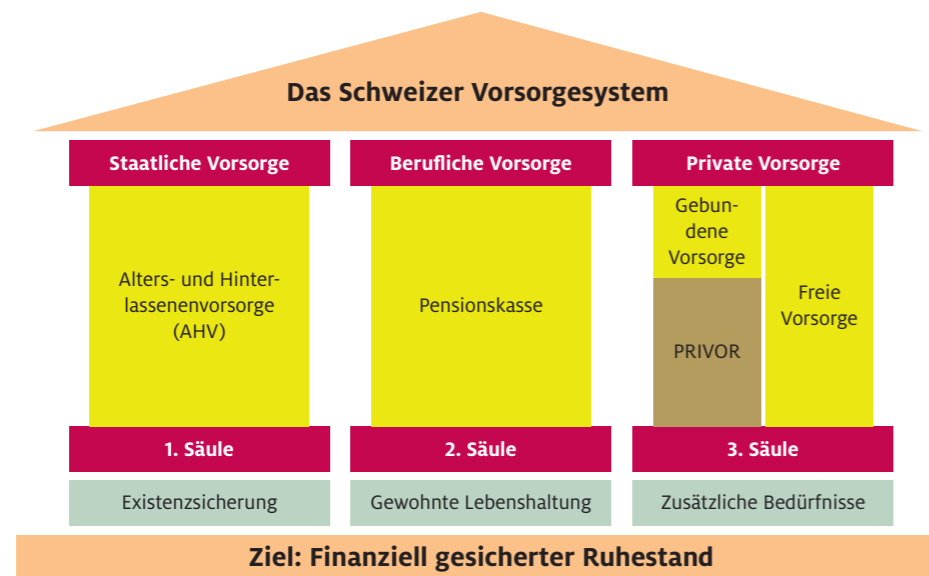 Das Schweizer Vorsorgesystem
Staatliche Vorsorge
Alters- und Hinter-
lassenenvorsorge
(AHV)
1. Säule
Existenzsicherung
Berufliche Vorsorge
Pensionskasse
2. Säule
Gewohnte Lebenshaltung
Private Vorsorge
Gebun-
dene
Vorsorge
PRIVOR
Freie
Vorsorge
3. Säule
Zusätzliche Bedürfnisse
Ziel: Finanziell gesicherter Ruhestand